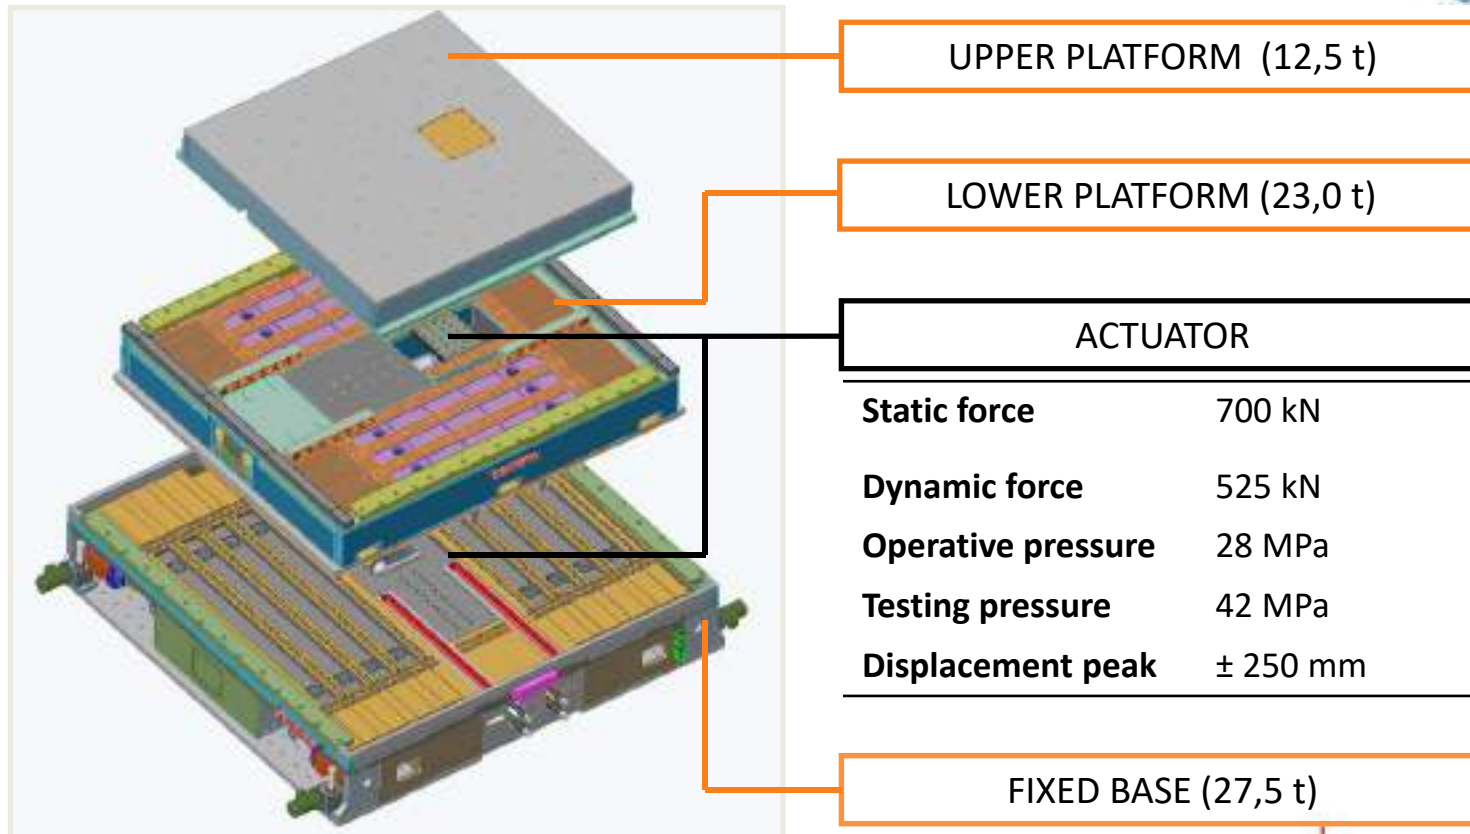 UPPER PLATFORM (12,5 t)
LOWER PLATFORM (23,0 t)
ACTUATOR
Static force 700 kN
Dynamic force 525 kN
Operative pressure 28 MPa
Testing pressure 42 MPa
Displacement peak ± 250 mm
FIXED BASE (27,5 t)